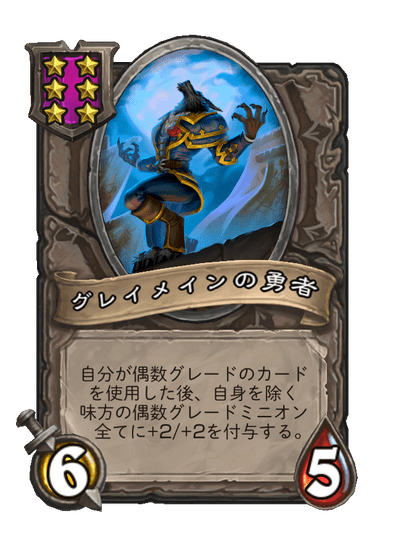 グレイメインの勇者
自分が偶数グレードのカード
を使用した後、自身を除く
味方の偶数グレードミニオン
全てに+2/+2を付与する。
6
5